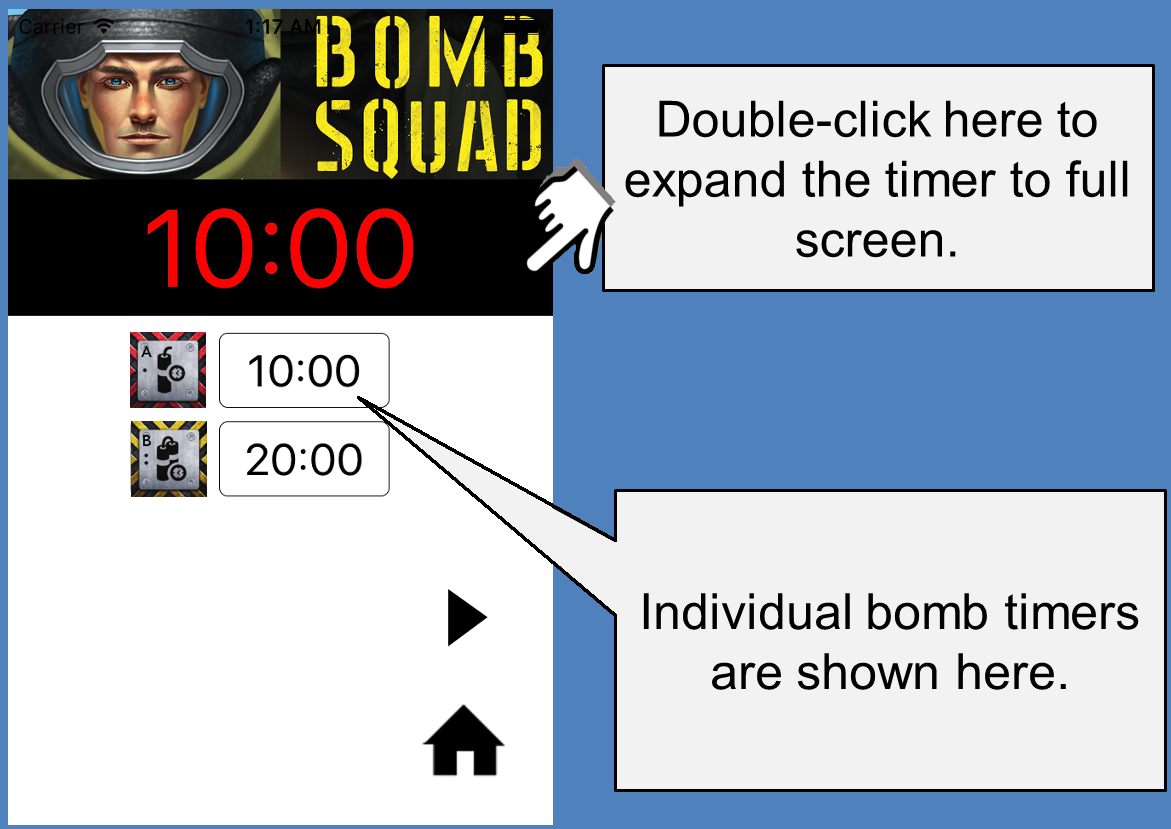 Carrier 1:17 AM
BOMB
SQUAD
10:00
Double-click here to
expand the timer to full
screen.
A
10:00
B
20:00
Individual bomb timers
are shown here.